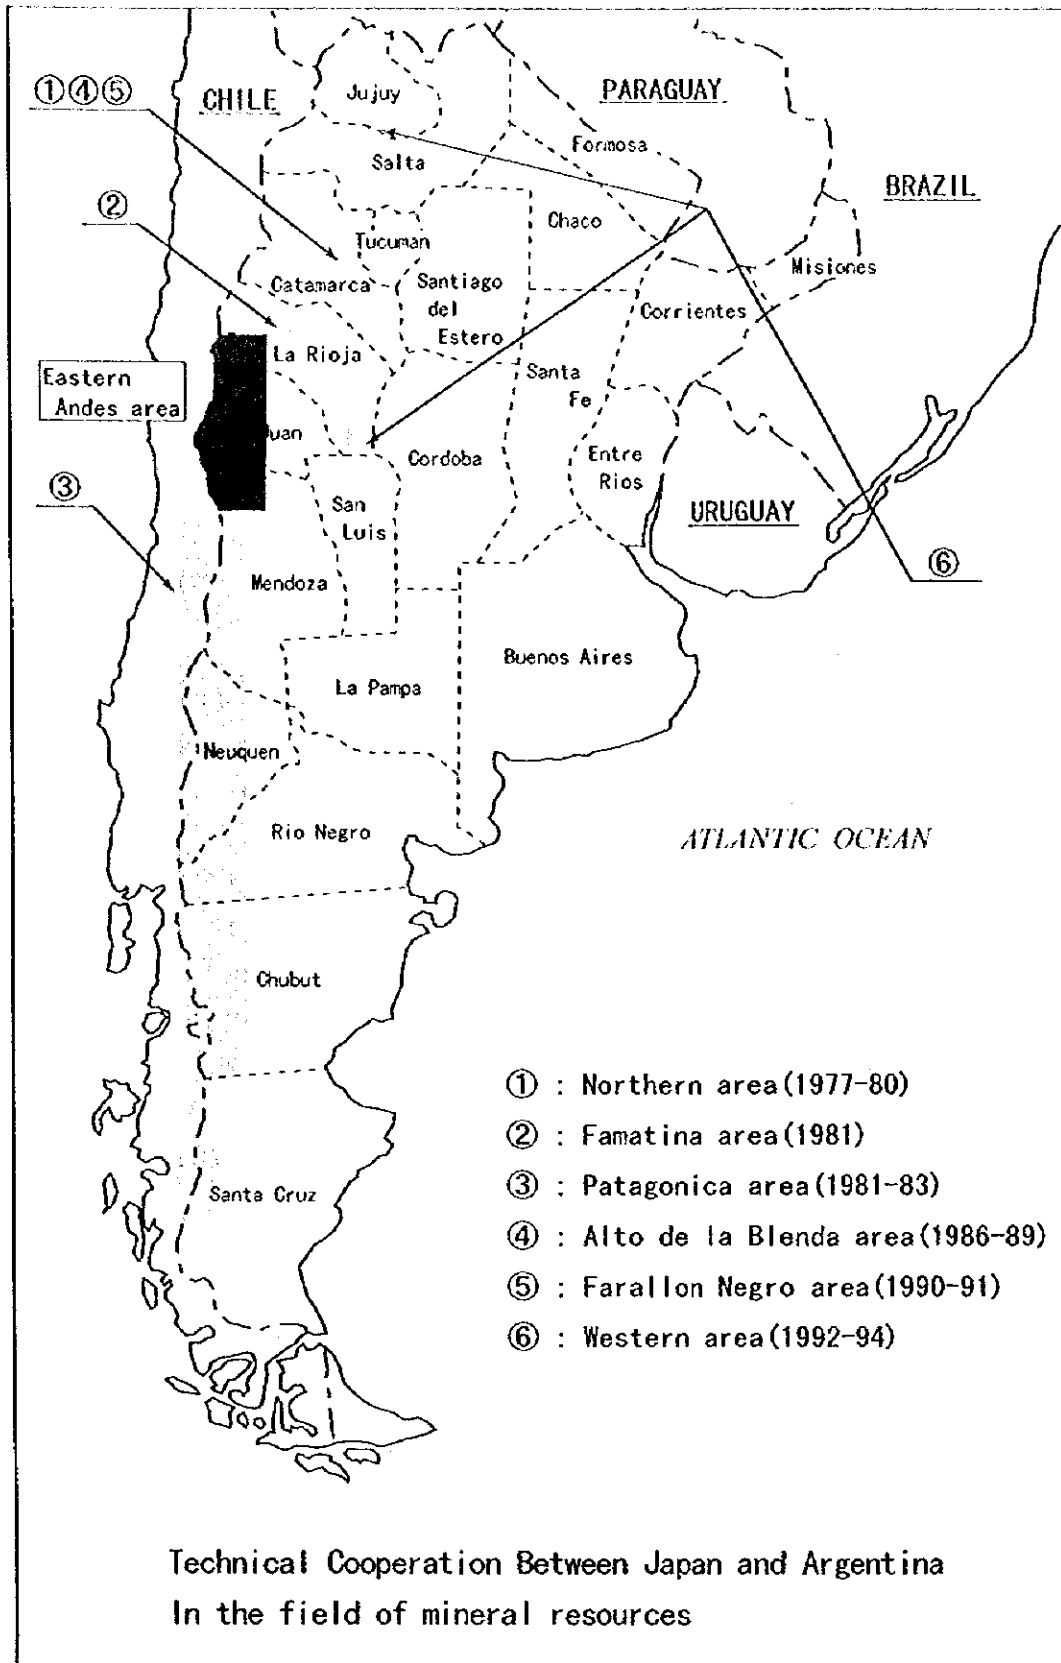 ①④⑤
CHILE
Jujuy
PARAGUAY
Formosa
Salta
BRAZIL
②
Chaco
Tucuman
Misiones
Catamarca
Santiago
del
Estero
Corrientes
La Rioja
Santa
Fe
Eastern
Andes area
uan
Cordoba
Entre
Rios
③
San
Luis
URUGUAY
⑥
Mendoza
Buenos Aires
La Pampa
Neuquen
Rio Negro
ATLANTIC OCEAN
Chubut
① : Northern area(1977-80)
② : Famatina area(1981)
③ : Patagonica area(1981-83)
Santa Cruz
④ : Alto de la Blenda area(1986-89)
⑤ : Farallon Negro area(1990-91)
⑥ : Western area(1992-94)
Technical Cooperation Between Japan and Argentina
In the field of mineral resources